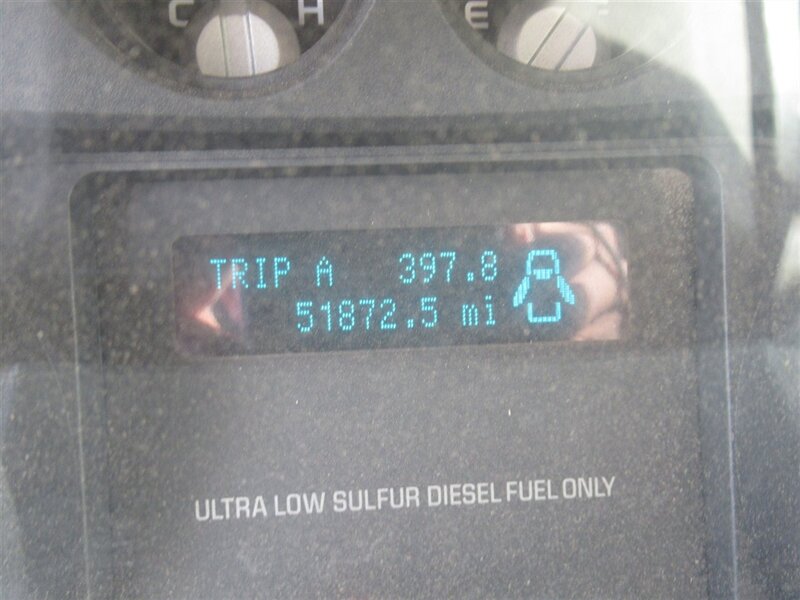 C H E F
TRIP A 397.8
51872.5 mi
ULTRA LOW SULFUR DIESEL FUEL ONLY